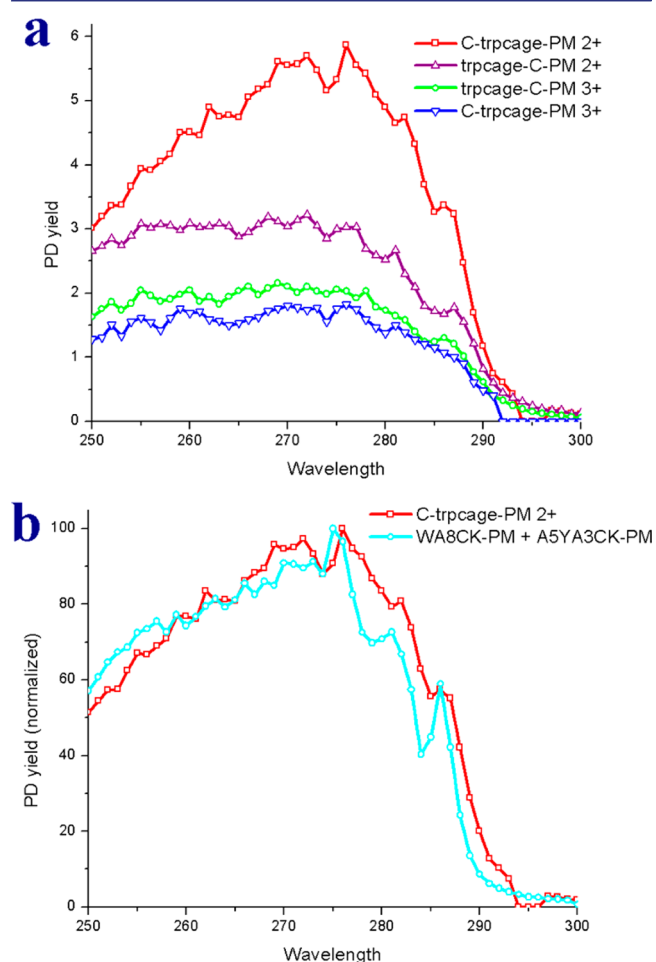 a
C-trpcage-PM 2+
trpcage-C-PM 2+
trpcage-C-PM 3+
C-trpcage-PM 3+
PD yield
6
5
4
3
2
1
0
250 260 270 280 290 300
Wavelength
b
C-trpcage-PM 2+
WA8CK-PM + A5YA3CK-PM
PD yield (normalized)
100
80
60
40
20
0
250 260 270 280 290 300
Wavelength